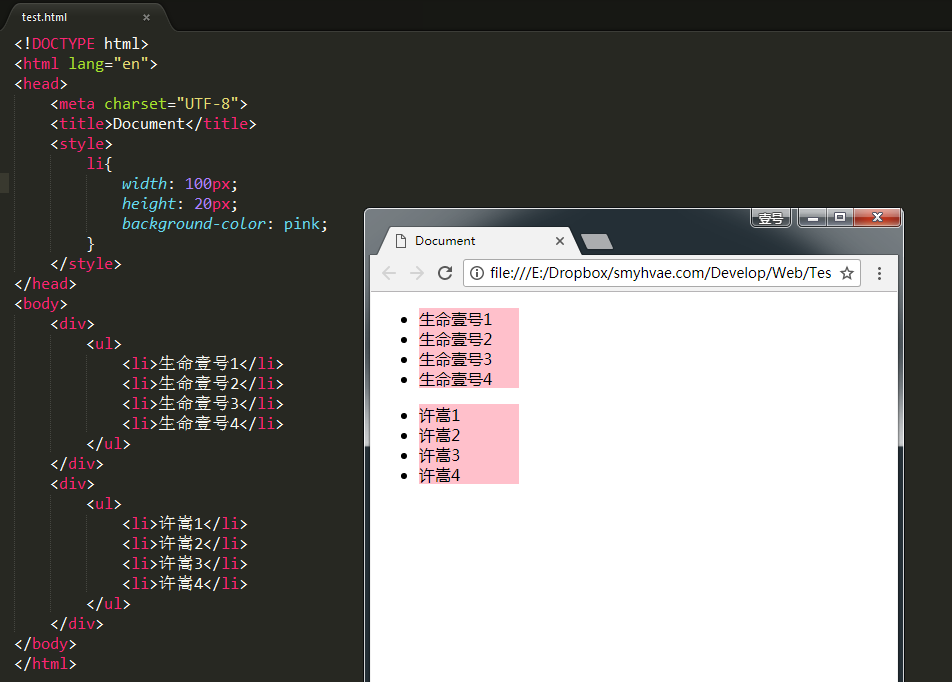 test.html ×
<!DOCTYPE html>
<html lang="en">
<head>
    <meta charset="UTF-8">
    <title>Document</title>
    <style>
        li{
            width: 100px;
            height: 20px;
            background-color: pink;
        }
    </style>
</head>
<body>
    <div>
        <ul>
            <li>生命壹号1</li>
            <li>生命壹号2</li>
            <li>生命壹号3</li>
            <li>生命壹号4</li>
        </ul>
    </div>
    <div>
        <ul>
            <li>许嵩1</li>
            <li>许嵩2</li>
            <li>许嵩3</li>
            <li>许嵩4</li>
        </ul>
    </div>
</body>
</html>
壹号
Document
file:///E:/Dropbox/smyhvae.com/Develop/Web/Tes
生命壹号1
生命壹号2
生命壹号3
生命壹号4
许嵩1
许嵩2
许嵩3
许嵩4